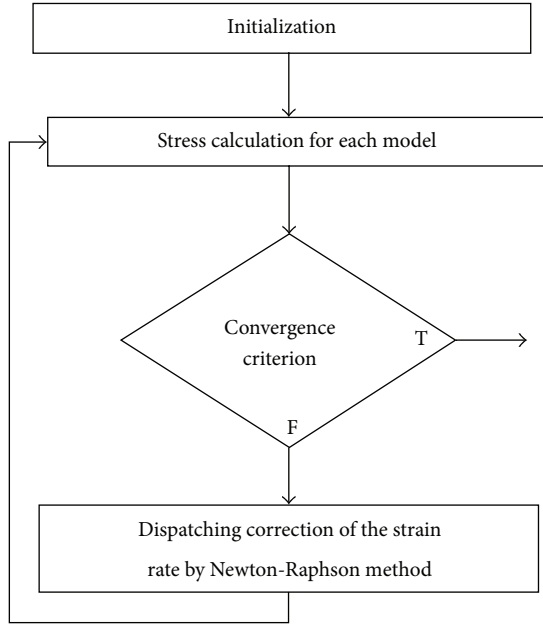 Initialization
Stress calculation for each model
Convergence
criterion
T
F
Dispatching correction of the strain
rate by Newton-Raphson method